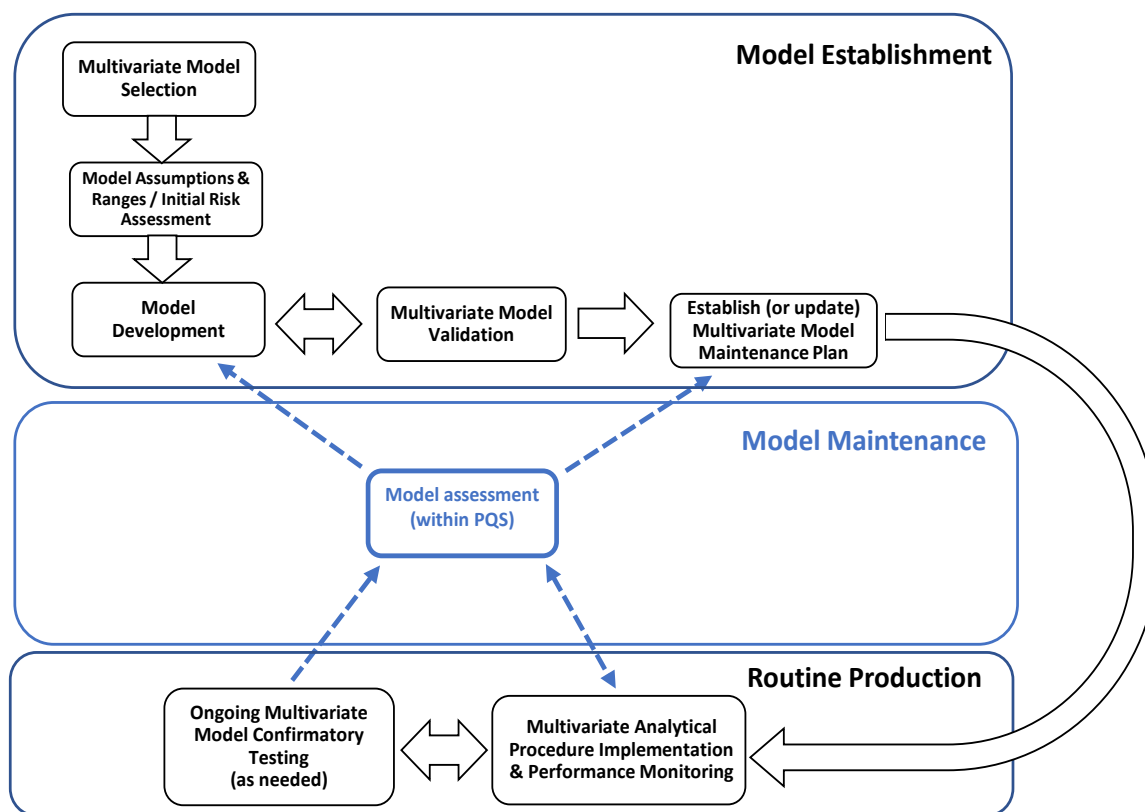 Model Establishment
Multivariate Model
Selection
Model Assumptions &
Ranges / Initial Risk
Assessment
Model
Development
Multivariate Model
Validation
Establish (or update)
Multivariate Model
Maintenance Plan
Model Maintenance
Model assessment
(within PQS)
Routine Production
Ongoing Multivariate
Model Confirmatory
Testing
(as needed)
Multivariate Analytical
Procedure Implementation
& Performance Monitoring